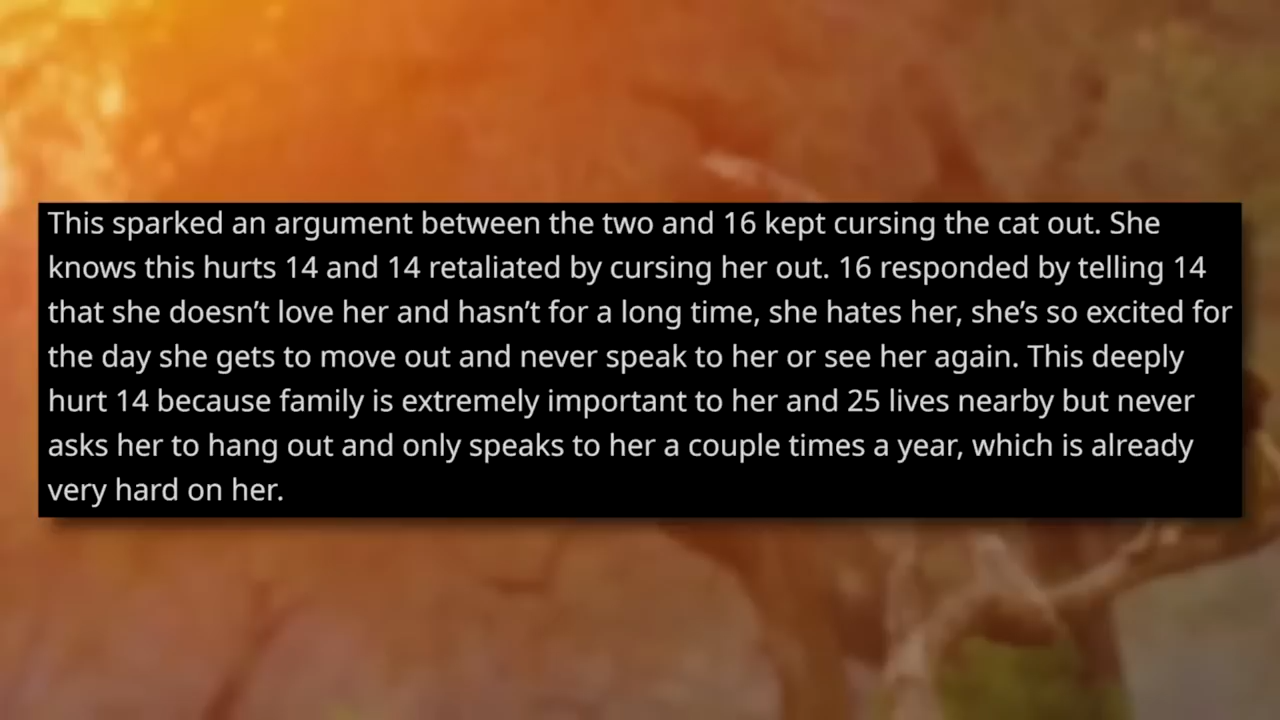 This sparked an argument between the two and 16 kept cursing the cat out. She
knows this hurts 14 and 14 retaliated by cursing her out. 16 responded by telling 14
that she doesn’t love her and hasn’t for a long time, she hates her, she’s so excited for
the day she gets to move out and never speak to her or see her again. This deeply
hurt 14 because family is extremely important to her and 25 lives nearby but never
asks her to hang out and only speaks to her a couple times a year, which is already
very hard on her.